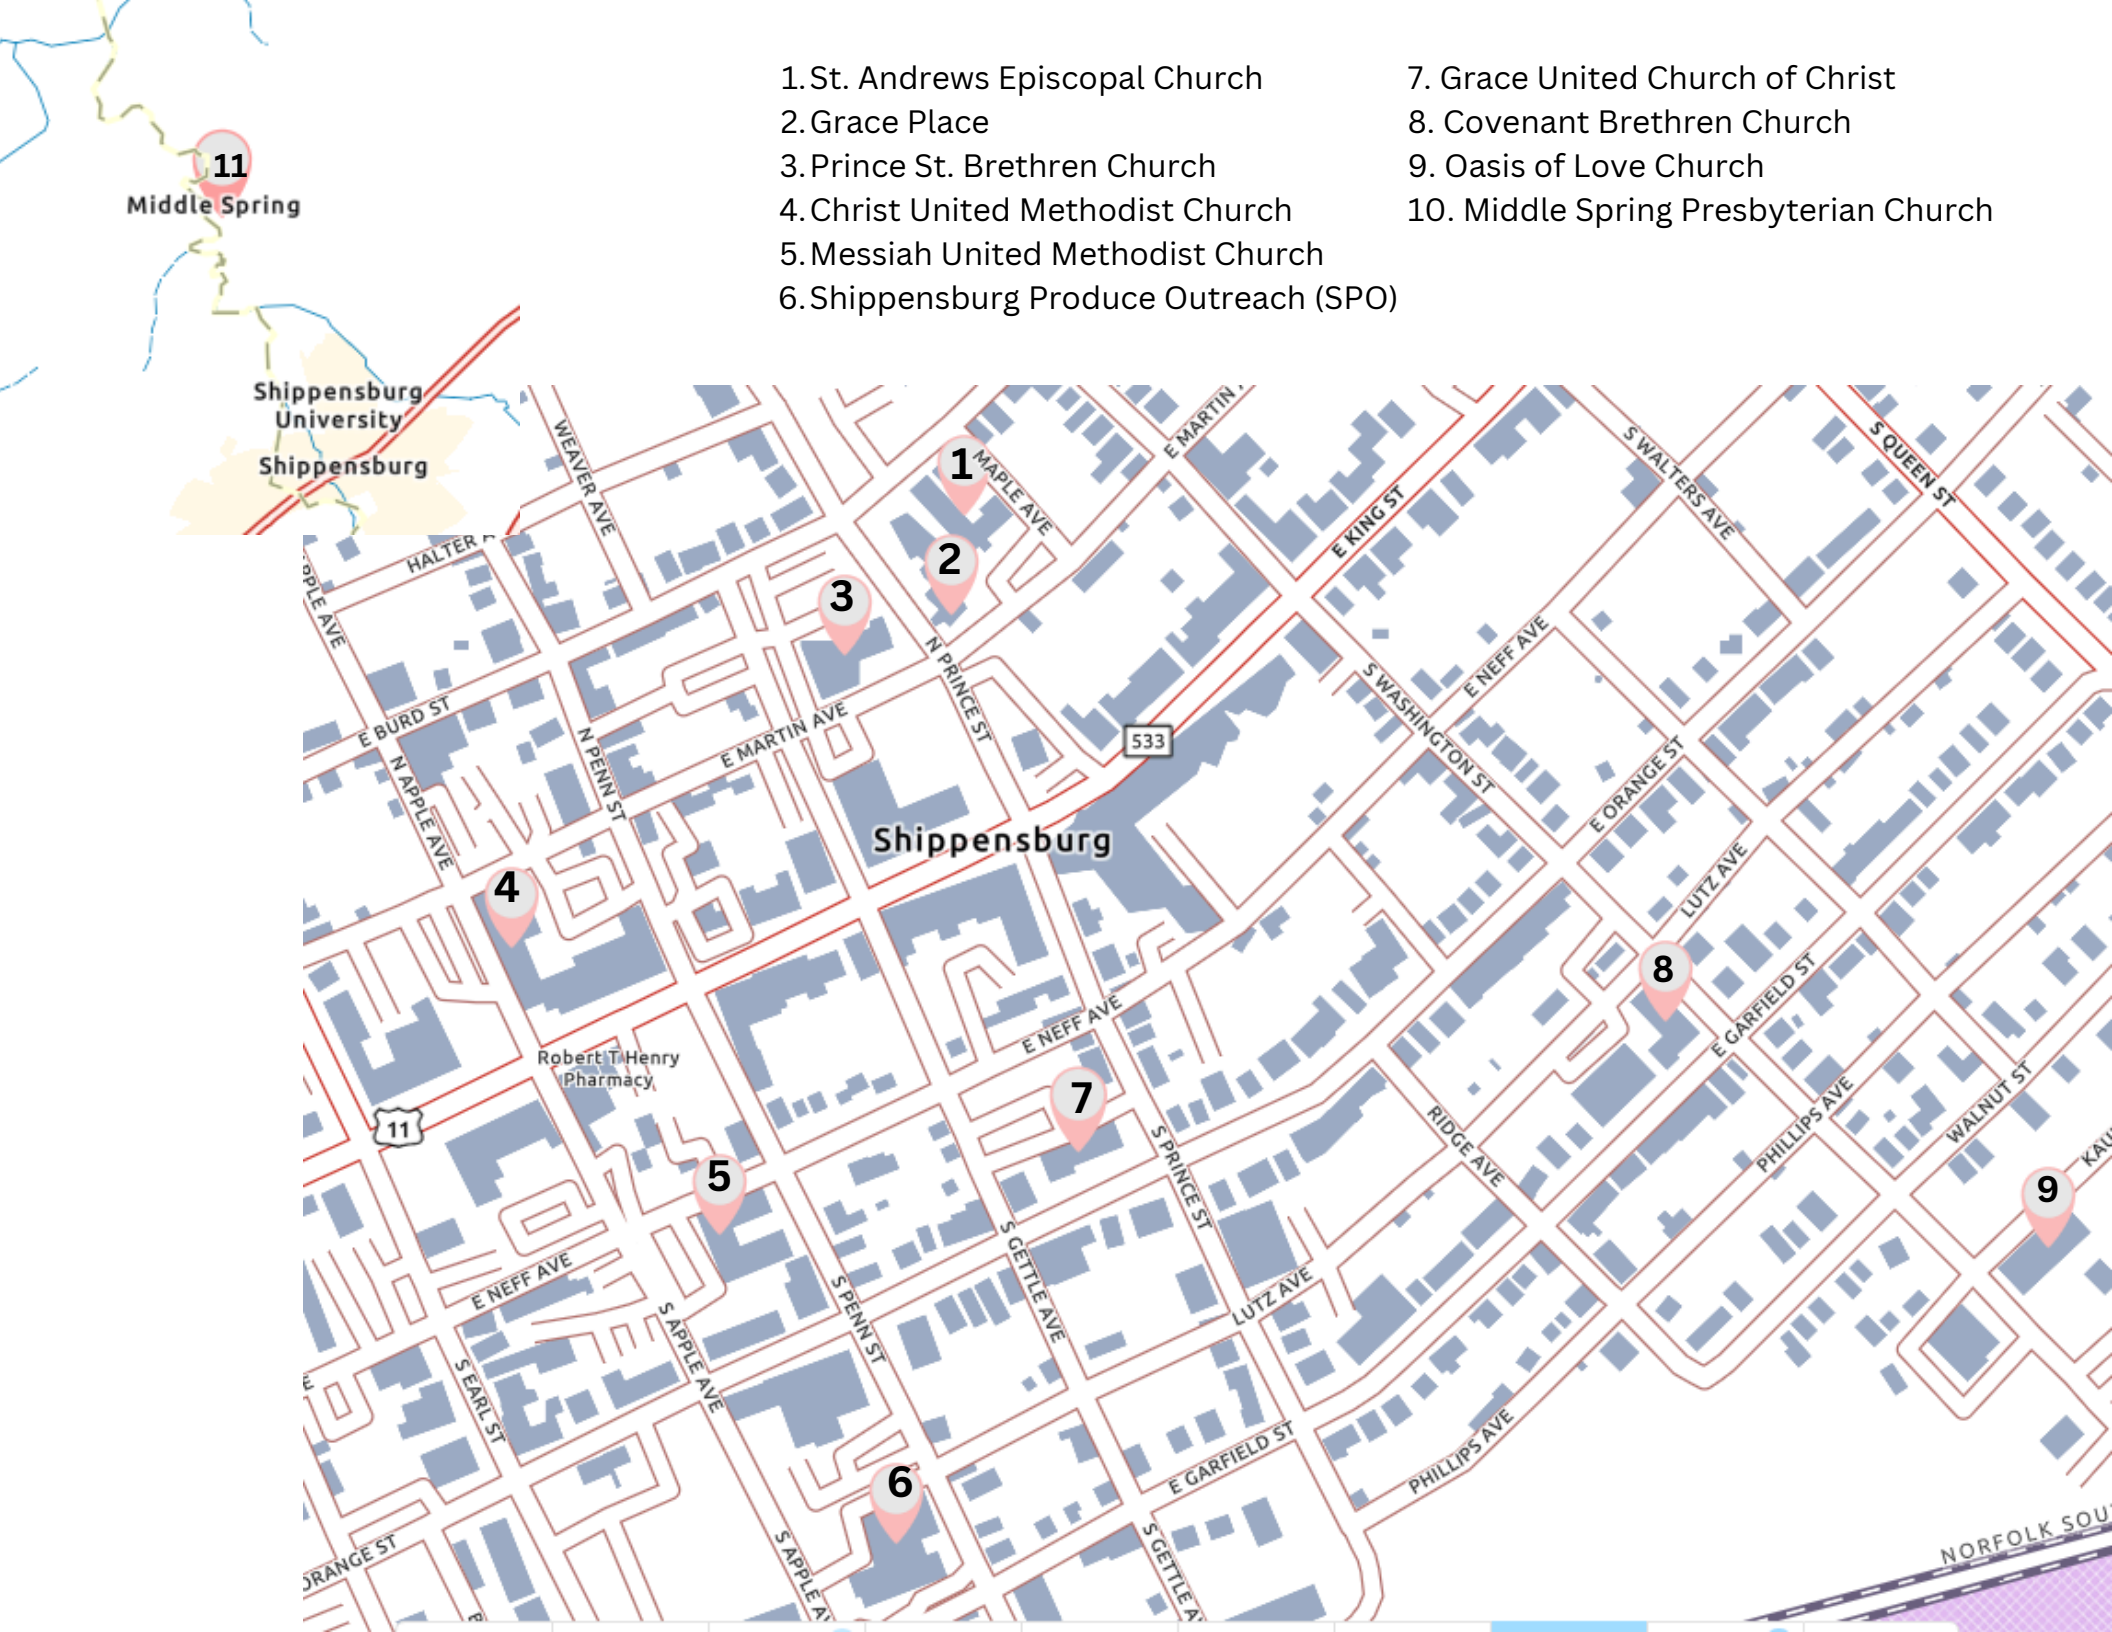 1. St. Andrews Episcopal Church
2. Grace Place
3. Prince St. Brethren Church
4. Christ United Methodist Church
5. Messiah United Methodist Church
6. Shippensburg Produce Outreach (SPO)
7. Grace United Church of Christ
8. Covenant Brethren Church
9. Oasis of Love Church
10. Middle Spring Presbyterian Church
11
Middle Spring
Shippensburg
University
Shippensburg
WEAVER AVE
HALTER
1
MAPLE AVE
E MARTIN
S WALTERS AVE
S QUEEN ST
E KING ST
2
3
N PRINCE ST
E NEFF AVE
S WASHINGTON ST
E BURD ST
N PENN ST
E MARTIN AVE
533
N APPLE AVE
E ORANGE ST
Shippensburg
LUTZ AVE
4
8
E GARFIELD ST
E NEFF AVE
Robert T Henry
Pharmacy
7
11
RIDGE AVE
PHILLIPS AVE
WALNUT ST
S PRINCE ST
5
9
S GETTLE AVE
E NEFF AVE
S PENN ST
LUTZ AVE
S APPLE AVE
S EARL ST
6
E GARFIELD ST
PHILLIPS AVE
ORANGE ST
S APPLE AV
S GETTLE A
NORFOLK SOU